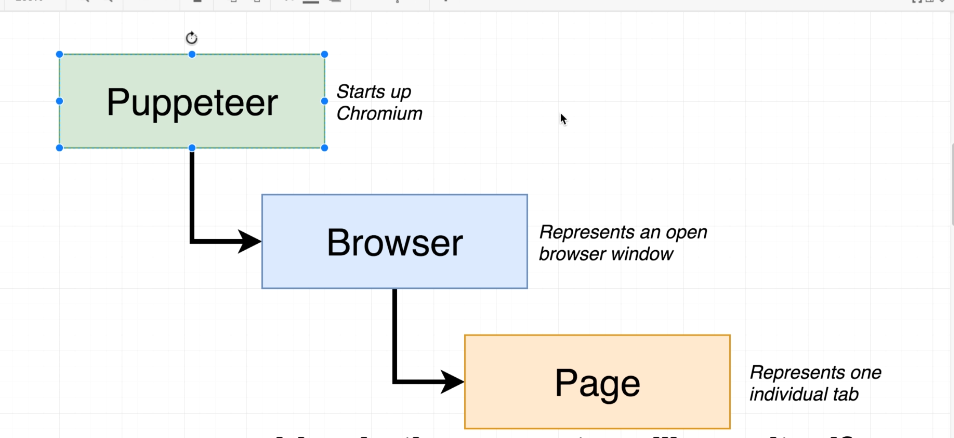 Puppeteer
Starts up
Chromium
Browser
Represents an open
browser window
Page
Represents one
individual tab